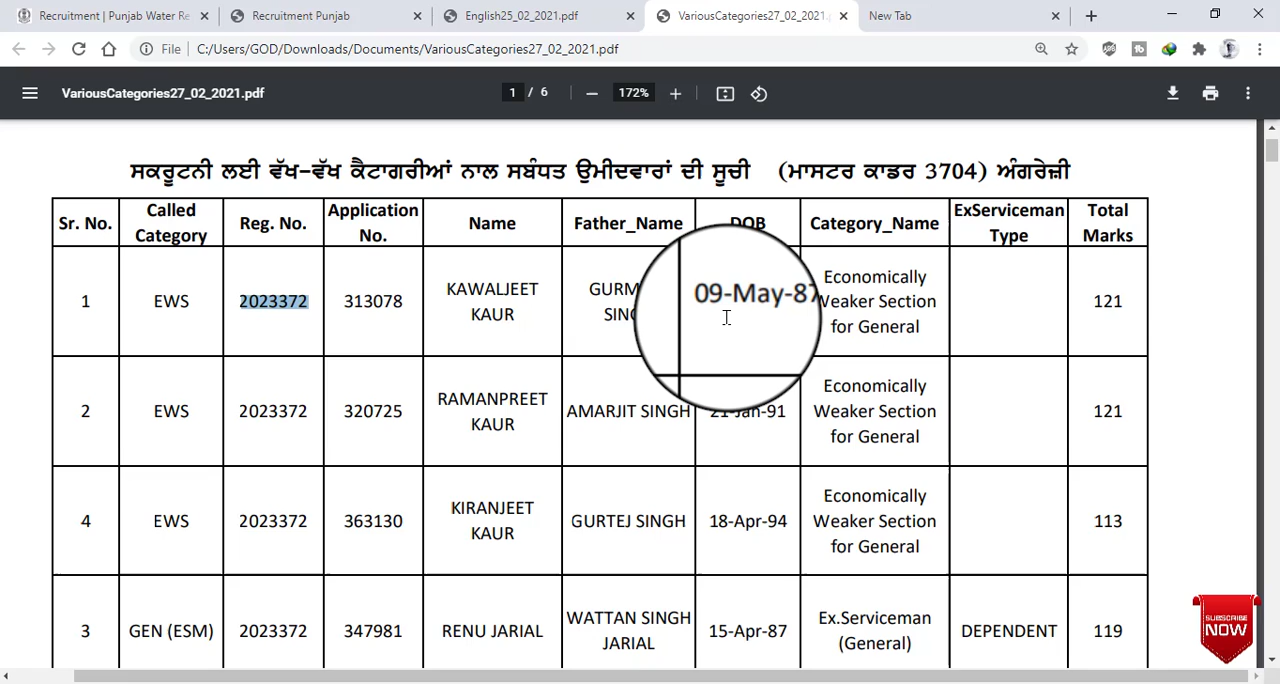 Recruitment | Punjab Water Re
Recruitment Punjab
English25_02_2021.pdf
VariousCategories27_02_2021.
New Tab
File
C:/Users/GOD/Downloads/Documents/VariousCategories27_02_2021.pdf
VariousCategories27_02_2021.pdf
1 / 6
172%
ਸਕਰੂਟਨੀ ਲਈ ਵੱਖ-ਵੱਖ ਕੈਟਾਗਰੀਆਂ ਨਾਲ ਸਬੰਧਤ ਉਮੀਦਵਾਰਾਂ ਦੀ ਸੂਚੀ (ਮਾਸਟਰ ਕਾਡਰ 3704) ਅੰਗਰੇਜ਼ੀ
Sr. No.
Called
Category
Reg. No.
Application
No.
Name
Father_Name
DOB
Category_Name
ExServiceman
Type
Total
Marks
1
EWS
2023372
313078
KAWALJEET
KAUR
09-May-87
Economically
Weaker Section
for General
121
2
EWS
2023372
320725
RAMANPREET
KAUR
AMARJIT SINGH
21-Jan-91
Economically
Weaker Section
for General
121
4
EWS
2023372
363130
KIRANJEET
KAUR
GURTEJ SINGH
18-Apr-94
Economically
Weaker Section
for General
113
3
GEN (ESM)
2023372
347981
RENU JARIAL
WATTAN SINGH
JARIAL
15-Apr-87
Ex.Serviceman
(General)
DEPENDENT
119
SUBSCRIBE
NOW